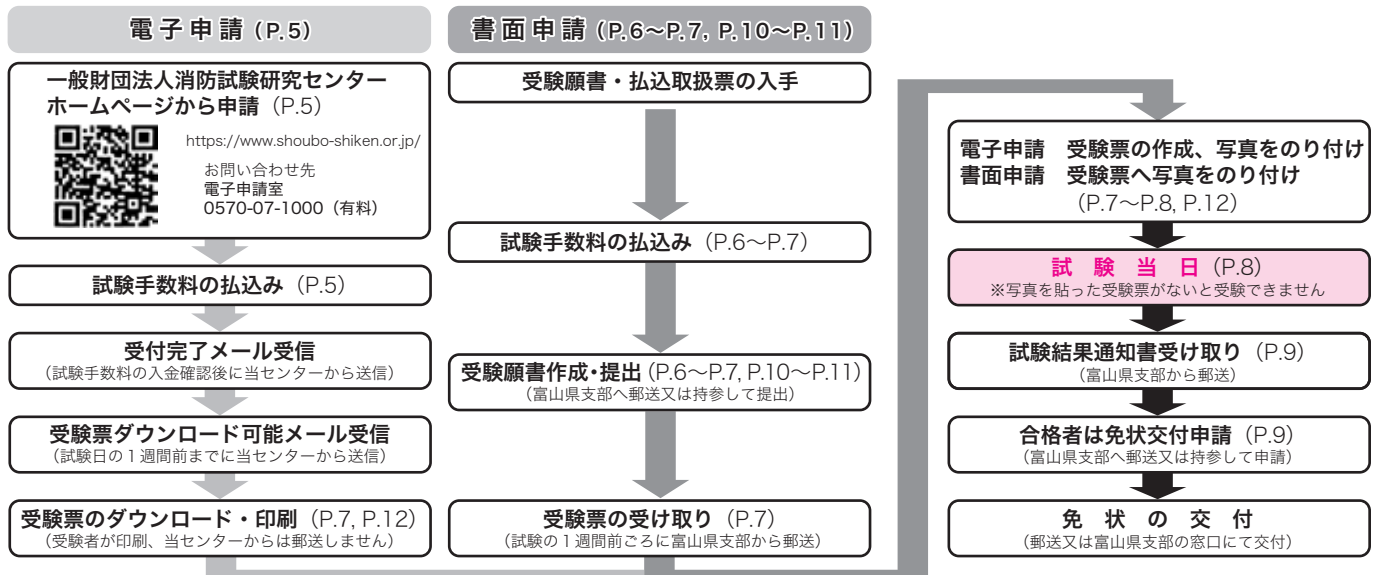 電子申請(P.5)
一般財団法人消防試験研究センター
ホームページから申請(P.5)
https://www.shoubo-shiken.or.jp/
お問い合わせ先
電子申請室
0570-07-1000(有料)
試験手数料の払込み(P.5)
受付完了メール受信
(試験手数料の入金確認後に当センターから送信)
受験票ダウンロード可能メール受信
(試験日の1週間前までに当センターから送信)
受験票のダウンロード・印刷(P.7, P.12)
(受験者が印刷、当センターからは郵送しません)
書面申請(P.6〜P.7, P.10〜P.11)
受験願書・払込取扱票の入手
試験手数料の払込み(P.6〜P.7)
受験願書作成・提出(P.6〜P.7, P.10〜P.11)
(富山県支部へ郵送又は持参して提出)
受験票の受け取り(P.7)
(試験の1週間前ごろに富山県支部から郵送)
電子申請 受験票の作成、写真をのり付け
書面申請 受験票へ写真をのり付け
(P.7〜P.8, P.12)
試験当日(P.8)
※写真を貼った受験票がないと受験できません
試験結果通知書受け取り(P.9)
(富山県支部から郵送)
合格者は免状交付申請(P.9)
(富山県支部へ郵送又は持参して申請)
免状の交付
(郵送又は富山県支部の窓口にて交付)